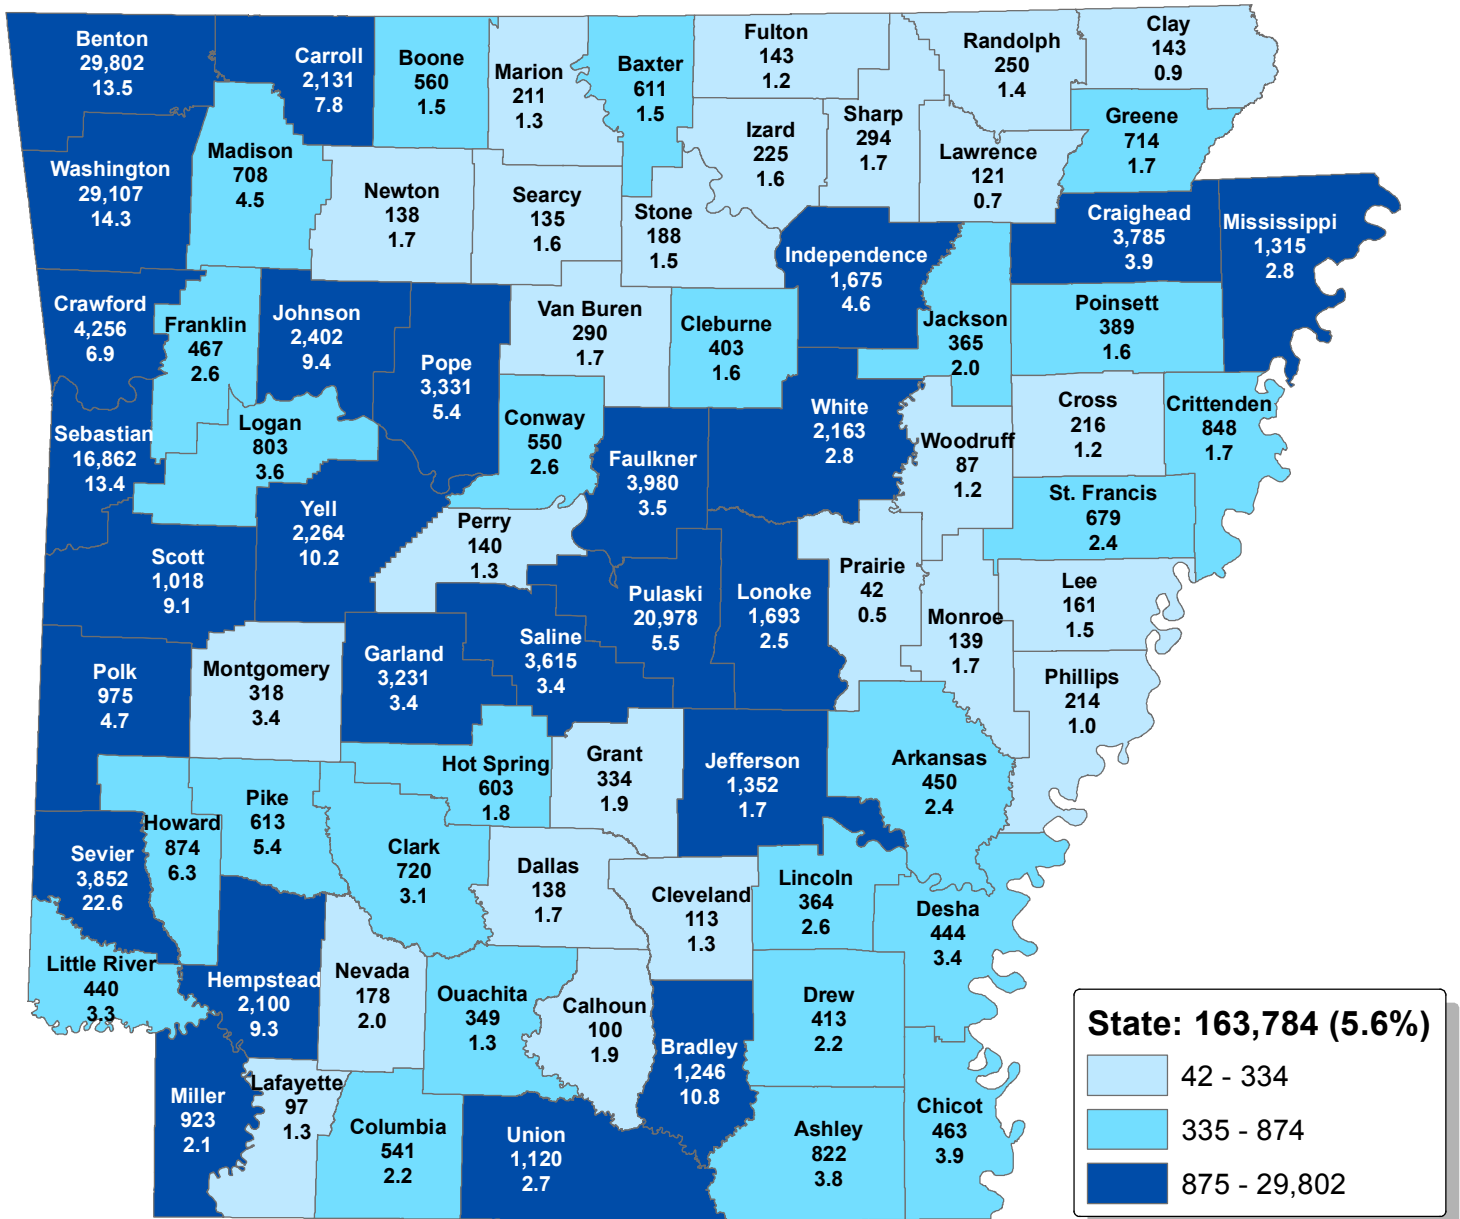 Benton
29,802
13.5
Carroll
2,131
7.8
Boone
560
1.5
Marion
211
1.3
Baxter
611
1.5
Fulton
143
1.2
Randolph
250
1.4
Clay
143
0.9
Washington
29,107
14.3
Madison
708
4.5
Newton
138
1.7
Searcy
135
1.6
Stone
188
1.5
Izard
225
1.6
Sharp
294
1.7
Lawrence
121
0.7
Greene
714
1.7
Craighead
3,785
3.9
Mississippi
1,315
2.8
Independence
1,675
4.6
Crawford
4,256
6.9
Franklin
467
2.6
Johnson
2,402
9.4
Pope
3,331
5.4
Van Buren
290
1.7
Cleburne
403
1.6
Jackson
365
2.0
Poinsett
389
1.6
Sebastian
16,862
13.4
Logan
803
3.6
Conway
550
2.6
Faulkner
3,980
3.5
White
2,163
2.8
Woodruff
87
1.2
Cross
216
1.2
Crittenden
848
1.7
St. Francis
679
2.4
Scott
1,018
9.1
Yell
2,264
10.2
Perry
140
1.3
Saline
3,615
3.4
Pulaski
20,978
5.5
Lonoke
1,693
2.5
Prairie
42
0.5
Monroe
139
1.7
Lee
161
1.5
Phillips
214
1.0
Polk
975
4.7
Montgomery
318
3.4
Garland
3,231
3.4
Hot Spring
603
1.8
Grant
334
1.9
Jefferson
1,352
1.7
Arkansas
450
2.4
Sevier
3,852
22.6
Howard
874
6.3
Pike
613
5.4
Clark
720
3.1
Dallas
138
1.7
Cleveland
113
1.3
Lincoln
364
2.6
Desha
444
3.4
Little River
440
3.3
Hempstead
2,100
9.3
Nevada
178
2.0
Ouachita
349
1.3
Calhoun
100
1.9
Bradley
1,246
10.8
Drew
413
2.2
Miller
923
2.1
Lafayette
97
1.3
Columbia
541
2.2
Union
1,120
2.7
Ashley
822
3.8
Chicot
463
3.9
State: 163,784 (5.6%)
42 - 334
335 - 874
875 - 29,802